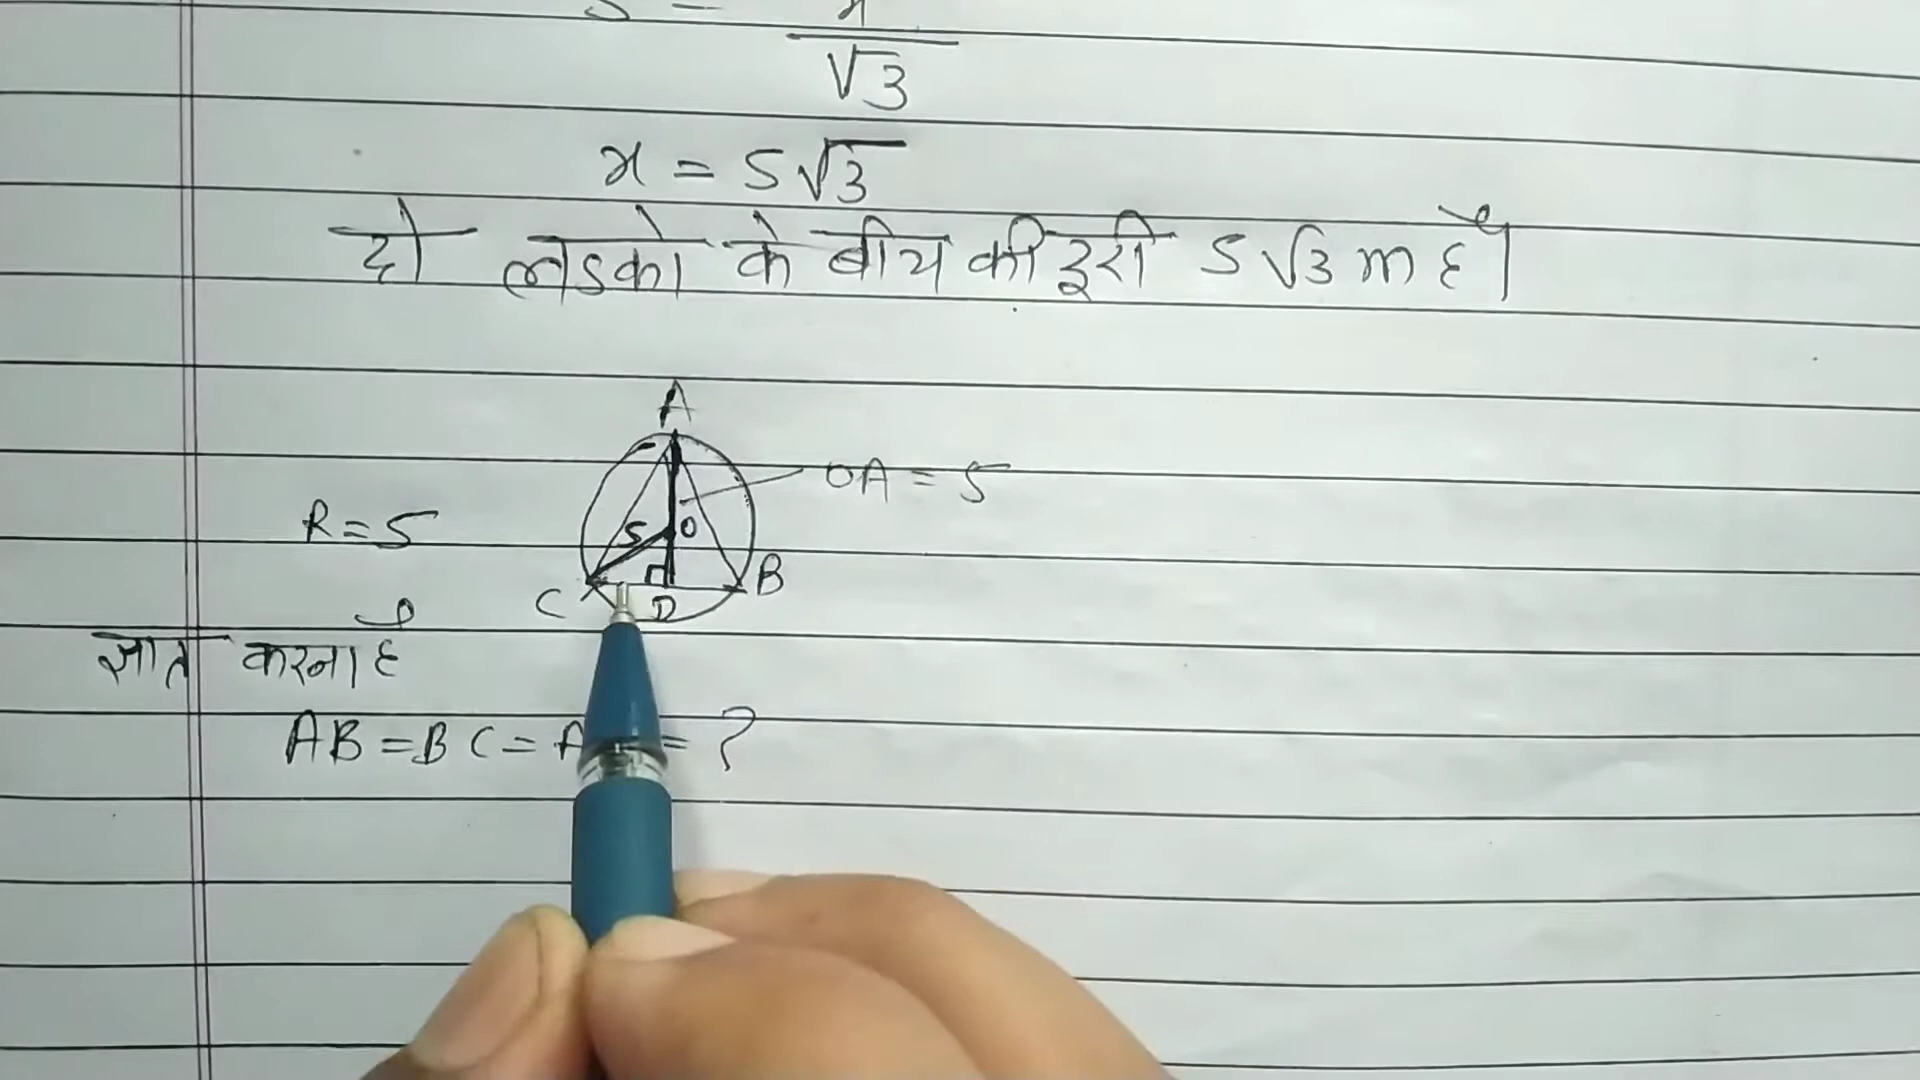 √3
x = 5√3
दो लडको के बीच की दूरी 5√3 m है।
A
OA = 5
R = 5
5 O
B
C D
ज्ञात करना है
AB = BC = A = ?